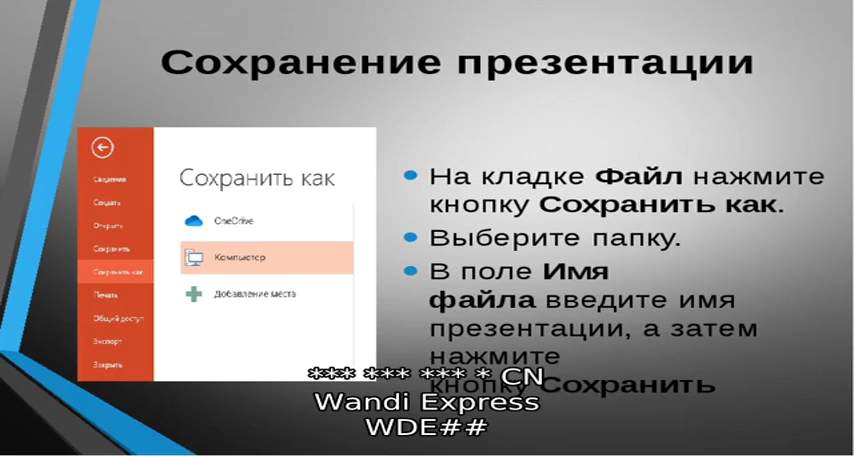 Сохранение презентации
Сохранить как
Сведения
Создать
Открыть
Сохранить
Сохранить как
Печать
Общий доступ
Экспорт
Закрыть
OneDrive
Компьютер
Добавление места
На кладке Файл нажмите
кнопку Сохранить как.
Выберите папку.
В поле Имя
файла введите имя
презентации, а затем
нажмите
кнопку Сохранить
*** *** *** * CN
Wandi Express
WDE##